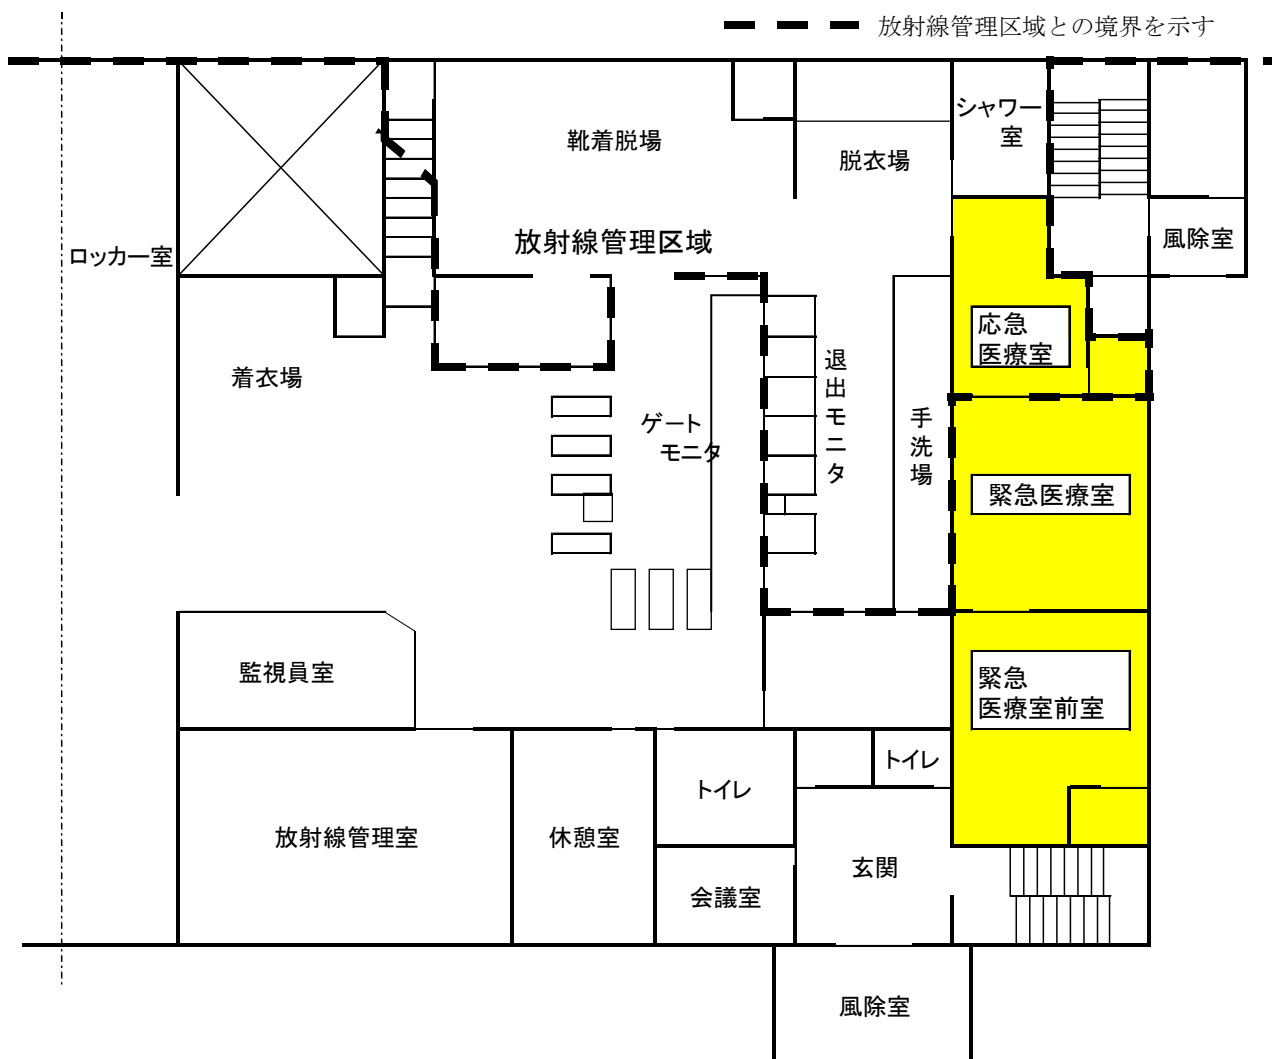 放射線管理区域との境界を示す
シャワー
室
靴着脱場
脱衣場
ロッカー室
放射線管理区域
風除室
応急
医療室
着衣場
退出モニタ
ゲート
モニタ
手洗場
緊急医療室
監視員室
緊急
医療室前室
トイレ
トイレ
放射線管理室
休憩室
玄関
会議室
風除室